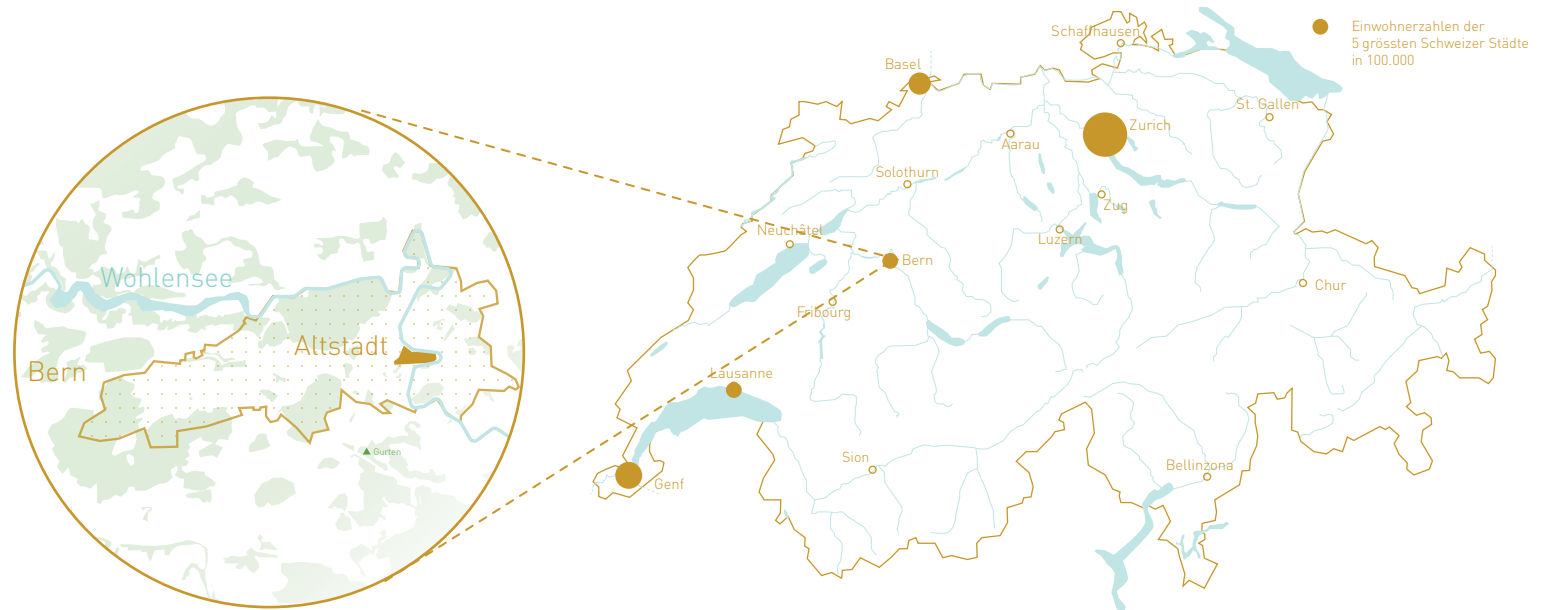 Wohlensee
Altstadt
Bern
Gurten
Schaffhausen
Basel
St. Gallen
Zurich
Aarau
Solothurn
Zug
Neuchâtel
Luzern
Bern
Chur
Fribourg
Lausanne
Sion
Bellinzona
Genf
Einwohnerzahlen der
5 grössten Schweizer Städte
in 100.000